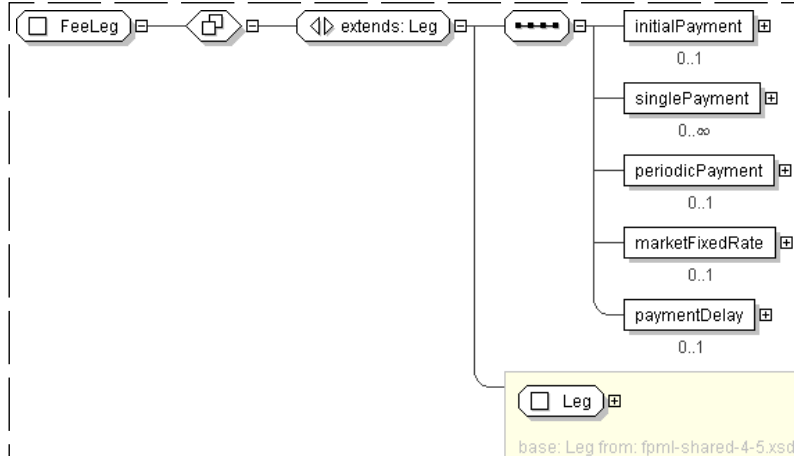 FeeLeg
extends: Leg
initialPayment
0..1
singlePayment
0..∞
periodicPayment
0..1
marketFixedRate
0..1
paymentDelay
0..1
Leg
base: Leg from: fpml-shared-4-5.xsd